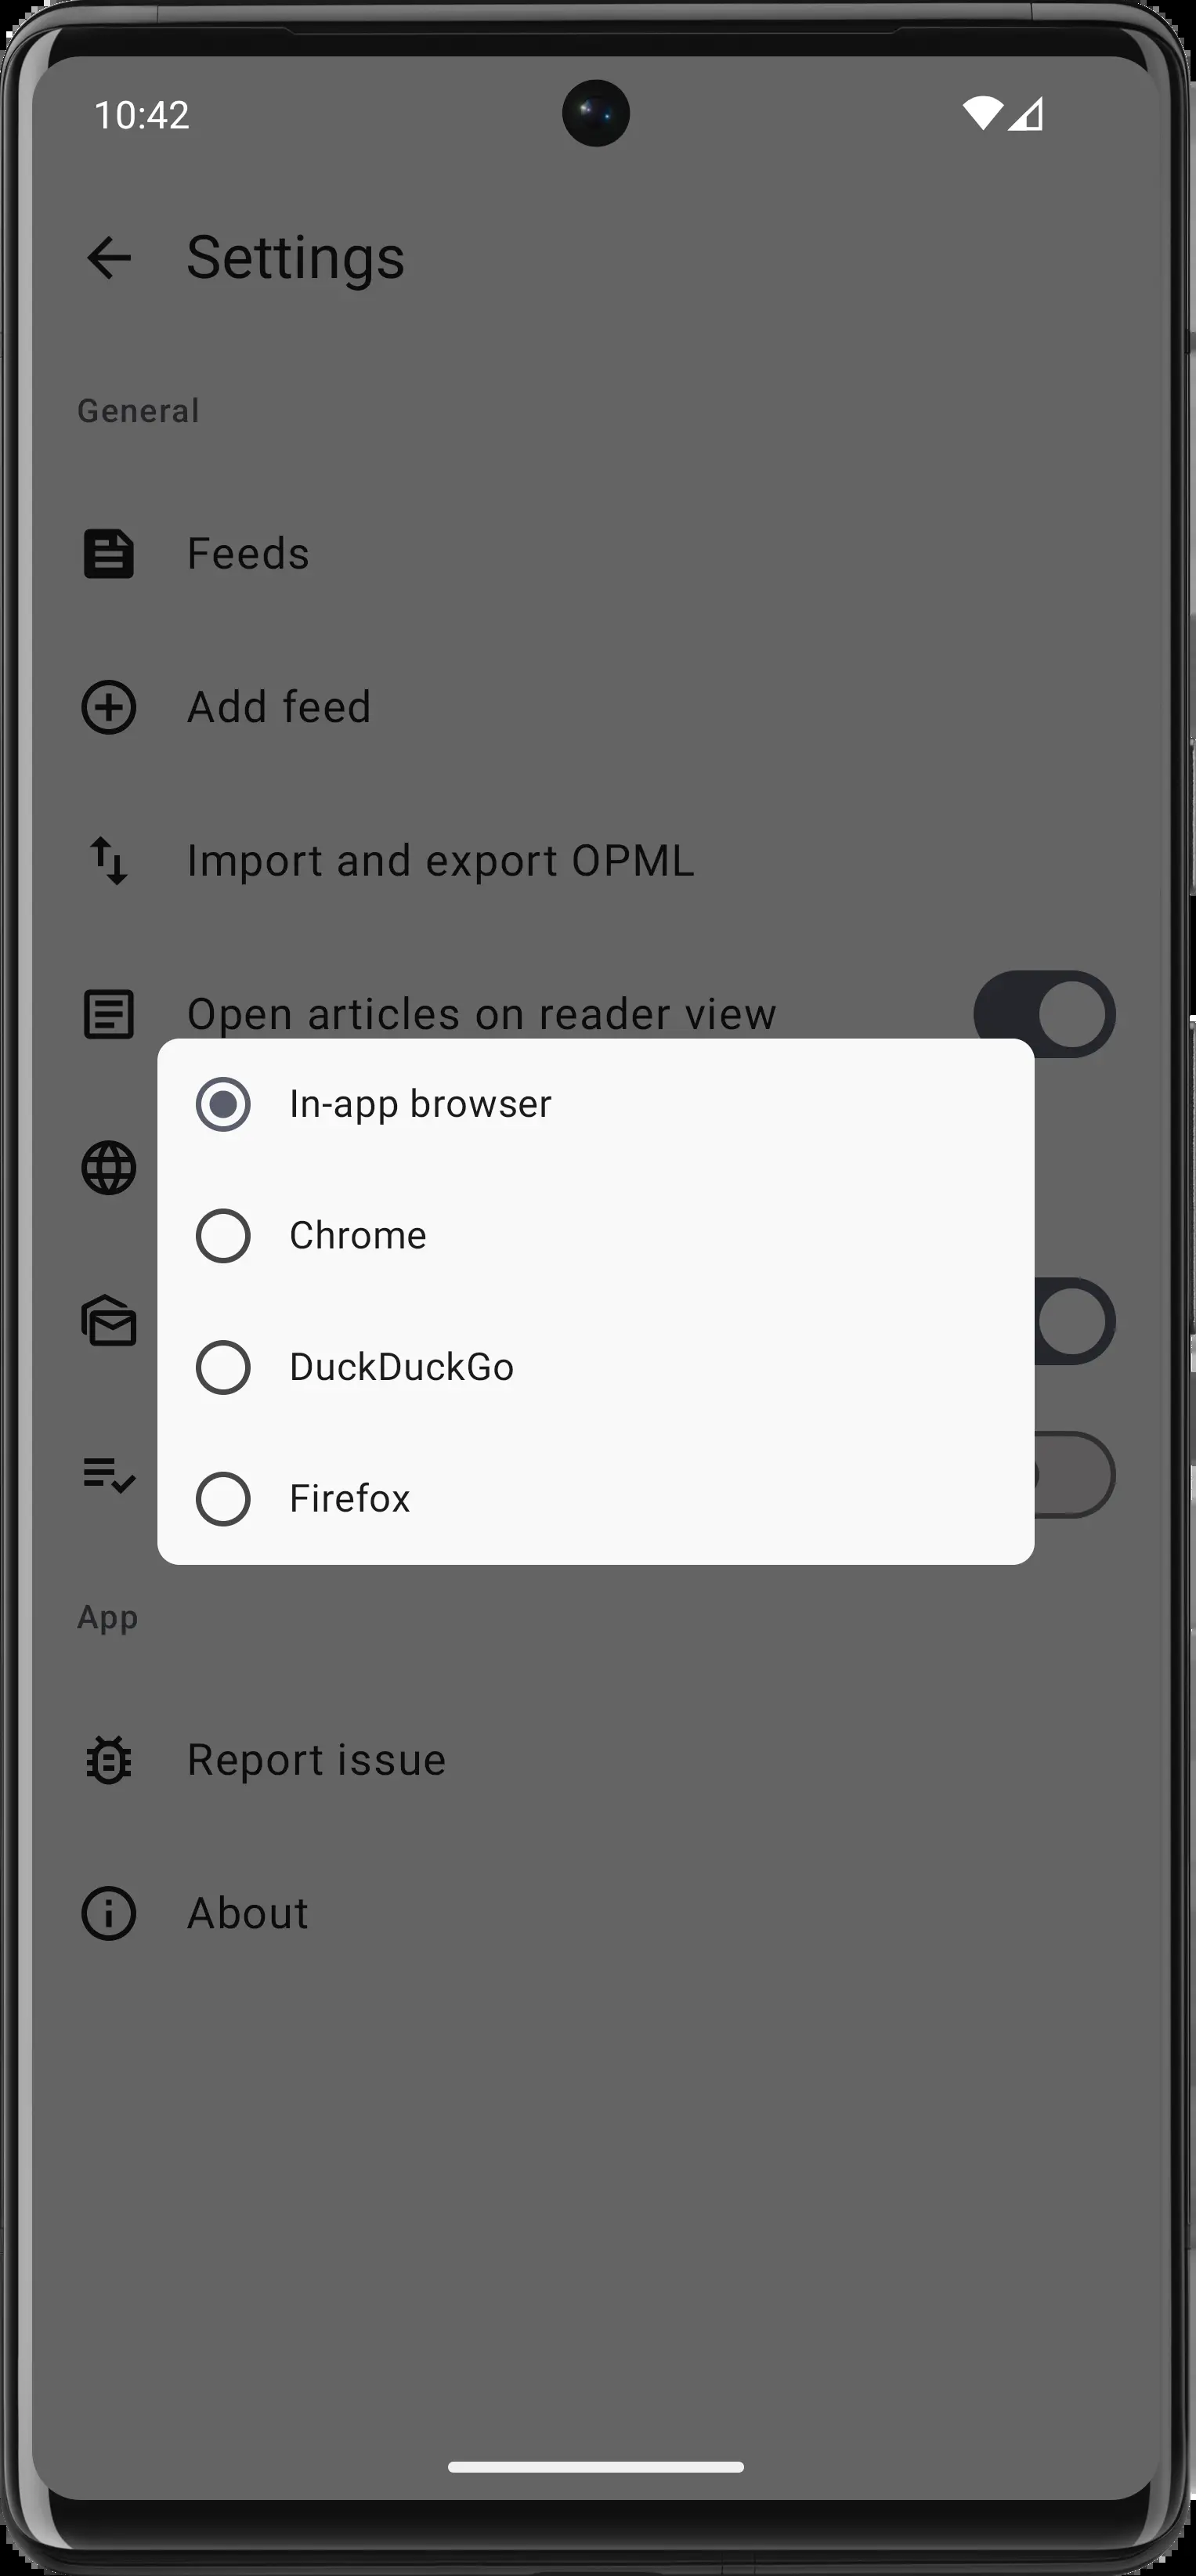 10:42
Settings
General
Feeds
Add feed
Import and export OPML
Open articles on reader view
In-app browser
Chrome
DuckDuckGo
Firefox
App
Report issue
About